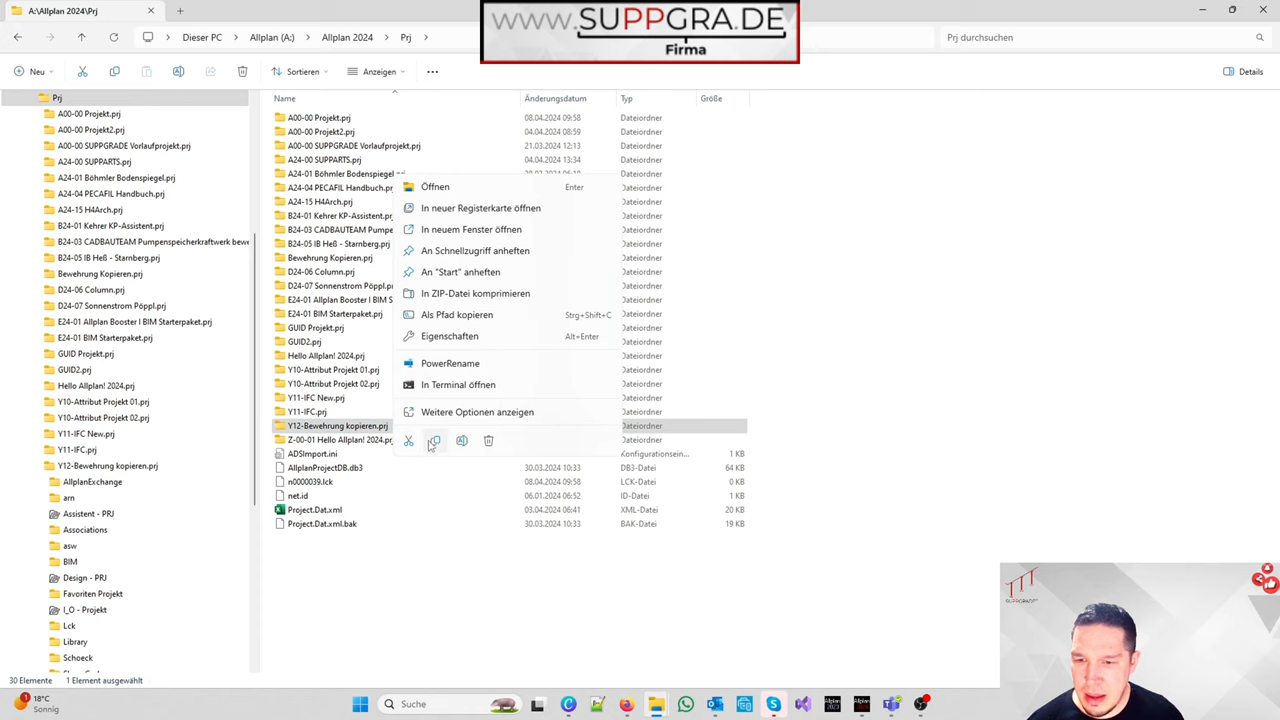 A:\Allplan 2024\Prj
WWW.SUPPGRA.DE
Firma
Dieser PC
Allplan (A:)
Allplan 2024
Prj
Prj durchsuchen
Neu
Sortieren
Anzeigen
Details
Prj
A00-00 Projekt.prj
A00-00 Projekt2.prj
A00-00 SUPPGRADE Vorlaufprojekt.prj
A24-00 SUPPARTS.prj
A24-01 Böhmler Bodenspiegel.prj
A24-04 PECAFIL Handbuch.prj
A24-15 H4Arch.prj
B24-01 Kehrer KP-Assistent.prj
B24-03 CADBAUTEAM Pumpenspeicherkraftwerk bewe
B24-05 IB Heß - Starnberg.prj
Bewehrung Kopieren.prj
D24-06 Column.prj
D24-07 Sonnenstrom Pöppl.prj
E24-01 Allplan Booster I BIM Starterpaket.prj
E24-01 BIM Starterpaket.prj
GUID Projekt.prj
GUID2.prj
Hello Allplan! 2024.prj
Y10-Attribut Projekt 01.prj
Y10-Attribut Projekt 02.prj
Y11-IFC New.prj
Y11-IFC.prj
Y12-Bewehrung kopieren.prj
AllplanExchange
arn
Assistent - PRJ
Associations
asw
BIM
Design - PRJ
Favoriten Projekt
I_O - Projekt
Lck
Library
Schoeck
Name Änderungsdatum Typ Größe
A00-00 Projekt.prj 08.04.2024 09:58 Dateiordner
A00-00 Projekt2.prj 04.04.2024 08:59 Dateiordner
A00-00 SUPPGRADE Vorlaufprojekt.prj 21.03.2024 12:13 Dateiordner
A24-00 SUPPARTS.prj 04.04.2024 13:34 Dateiordner
A24-01 Böhmler Bodenspiegel.prj Dateiordner
A24-04 PECAFIL Handbuch.prj Dateiordner
A24-15 H4Arch.prj Dateiordner
B24-01 Kehrer KP-Assistent.prj Dateiordner
B24-03 CADBAUTEAM Pumpe Dateiordner
B24-05 IB Heß - Starnberg.prj Dateiordner
Bewehrung Kopieren.prj Dateiordner
D24-06 Column.prj Dateiordner
D24-07 Sonnenstrom Pöppl.prj Dateiordner
E24-01 Allplan Booster I BIM S Dateiordner
E24-01 BIM Starterpaket.prj Dateiordner
GUID Projekt.prj Dateiordner
GUID2.prj Dateiordner
Hello Allplan! 2024.prj Dateiordner
Y10-Attribut Projekt 01.prj Dateiordner
Y10-Attribut Projekt 02.prj Dateiordner
Y11-IFC New.prj Dateiordner
Y11-IFC.prj Dateiordner
Y12-Bewehrung kopieren.prj Dateiordner
Z-00-01 Hello Allplan! 2024.prj Dateiordner
ADSImport.ini Konfigurationsein... 1 KB
AllplanProjectDB.db3 30.03.2024 10:33 DB3-Datei 64 KB
n0000039.lck 08.04.2024 09:58 LCK-Datei 0 KB
net.id 06.01.2024 06:52 ID-Datei 1 KB
Project.Dat.xml 03.04.2024 06:41 XML-Datei 20 KB
Project.Dat.xml.bak 30.03.2024 10:33 BAK-Datei 19 KB
Öffnen Enter
In neuer Registerkarte öffnen
In neuem Fenster öffnen
An Schnellzugriff anheften
An "Start" anheften
In ZIP-Datei komprimieren
Als Pfad kopieren Strg+Shift+C
Eigenschaften Alt+Enter
PowerRename
In Terminal öffnen
Weitere Optionen anzeigen
30 Elemente 1 Element ausgewählt
18°C
Sonnig
Suche